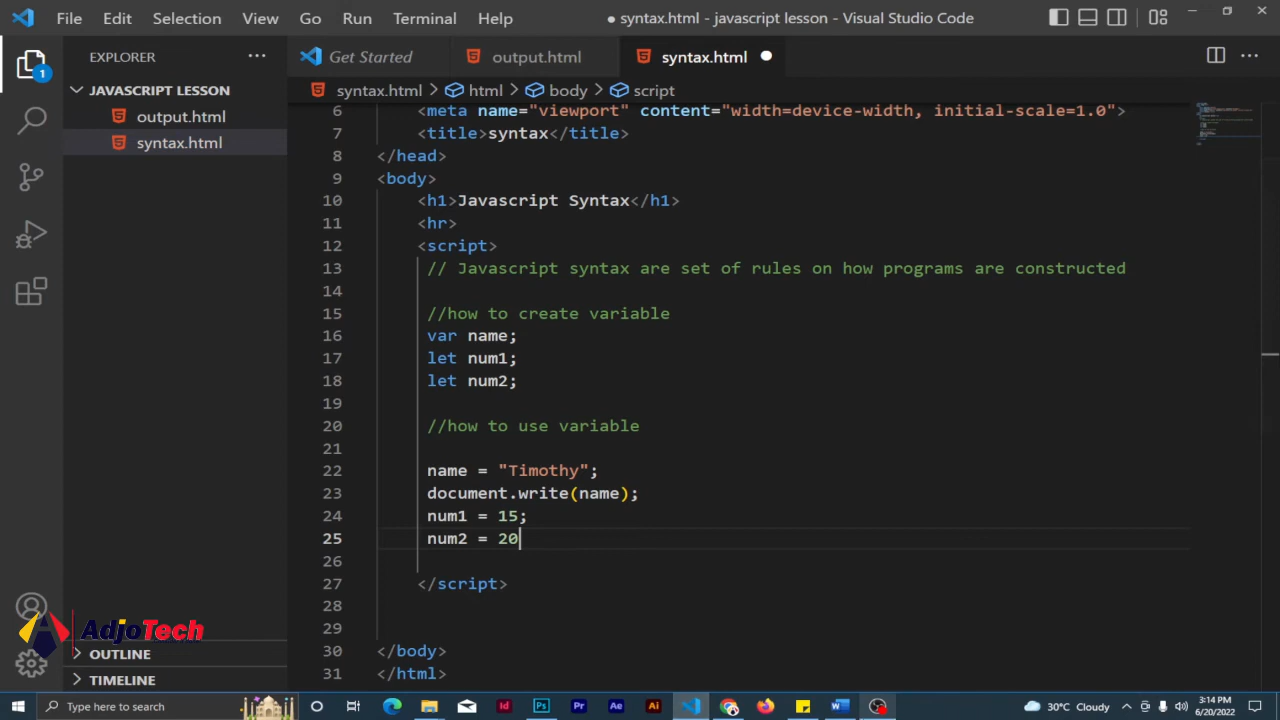 File Edit Selection View Go Run Terminal Help ● syntax.html - javascript lesson - Visual Studio Code
EXPLORER
Get Started output.html syntax.html
1
JAVASCRIPT LESSON
output.html
syntax.html
syntax.html > html > body > script
6 <meta name="viewport" content="width=device-width, initial-scale=1.0">
7 <title>syntax</title>
8 </head>
9 <body>
10 <h1>Javascript Syntax</h1>
11 <hr>
12 <script>
13 // Javascript syntax are set of rules on how programs are constructed
14
15 //how to create variable
16 var name;
17 let num1;
18 let num2;
19
20 //how to use variable
21
22 name = "Timothy";
23 document.write(name);
24 num1 = 15;
25 num2 = 20
26
27 </script>
28
29
30 </body>
31 </html>
AdjoTech
OUTLINE
TIMELINE
Type here to search
Id Ps Pr Ae Ai
30°C Cloudy
3:14 PM
6/20/2022